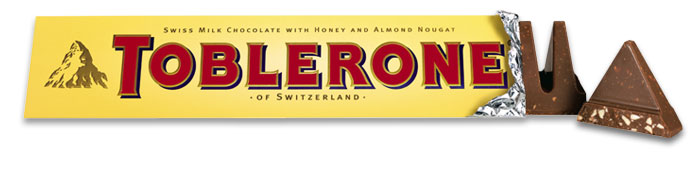 Swiss Milk Chocolate with Honey and Almond Nougat
TOBLERONE
· OF SWITZERLAND ·